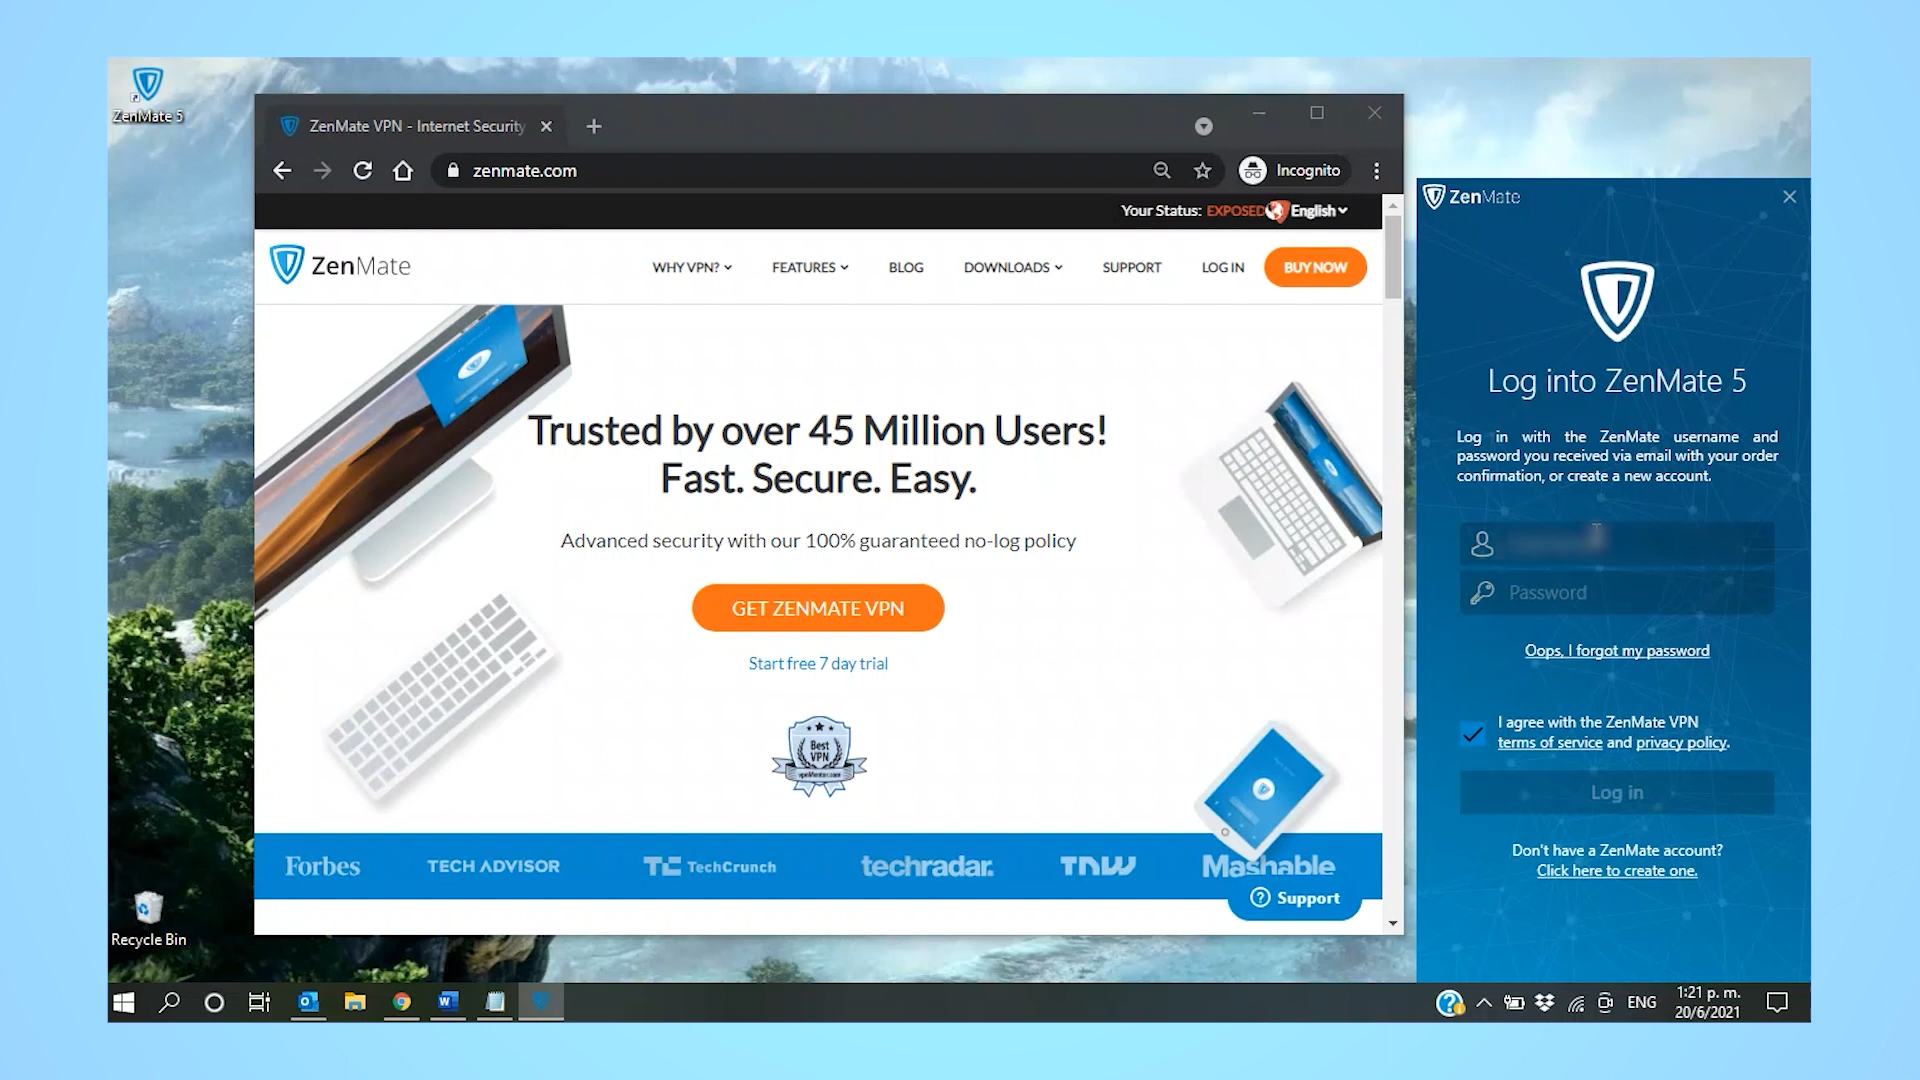 ZenMate 5
ZenMate VPN - Internet Security
zenmate.com
Incognito
Your Status: EXPOSED English
ZenMate
WHY VPN?
FEATURES
BLOG
DOWNLOADS
SUPPORT
LOG IN
BUY NOW
Trusted by over 45 Million Users!
Fast. Secure. Easy.
Advanced security with our 100% guaranteed no-log policy
GET ZENMATE VPN
Start free 7 day trial
Best
VPN
vpnMentor.com
Forbes
TECH ADVISOR
TC TechCrunch
techradar.
TNW
Mashable
Support
ZenMate
Log into ZenMate 5
Log in with the ZenMate username and
password you received via email with your order
confirmation, or create a new account.
Password
Oops, I forgot my password
I agree with the ZenMate VPN
terms of service and privacy policy.
Log in
Don't have a ZenMate account?
Click here to create one.
Recycle Bin
ENG
1:21 p. m.
20/6/2021